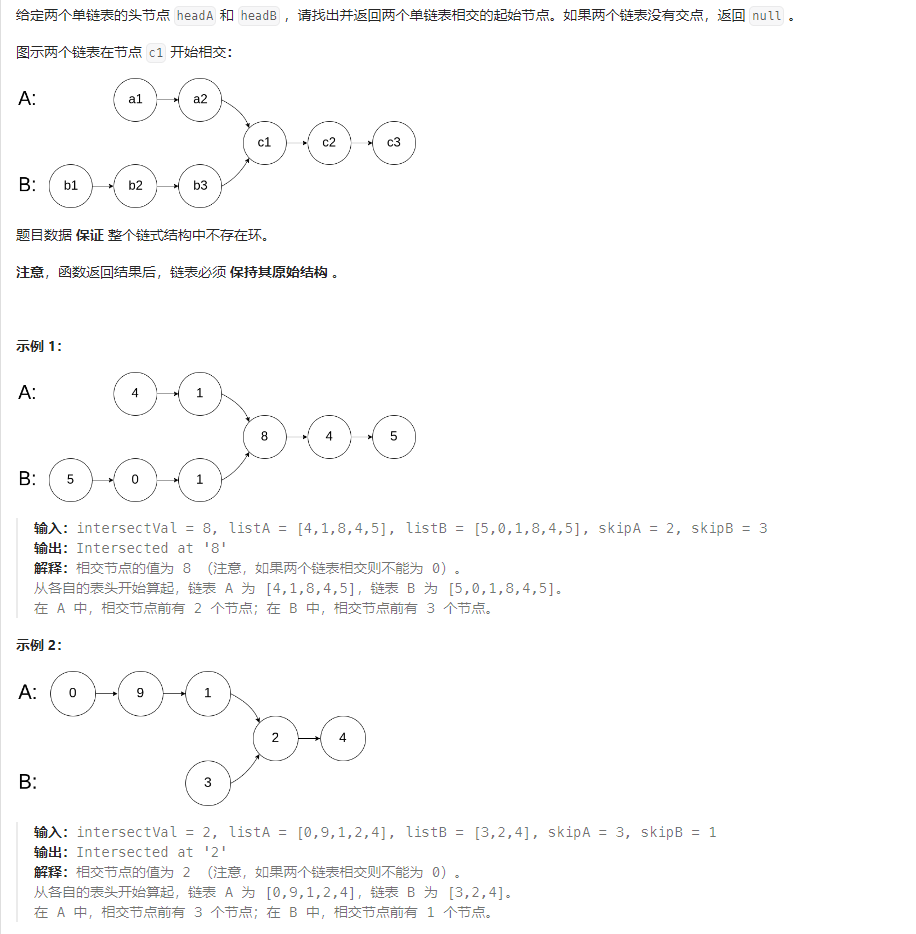 给定两个单链表的头节点 headA 和 headB ，请找出并返回两个单链表相交的起始节点。如果两个链表没有交点，返回 null 。
图示两个链表在节点 c1 开始相交：
A: a1 a2
c1 c2 c3
B: b1 b2 b3
题目数据 保证 整个链式结构中不存在环。
注意，函数返回结果后，链表必须 保持其原始结构 。
示例 1：
A: 4 1
8 4 5
B: 5 0 1
输入：intersectVal = 8, listA = [4,1,8,4,5], listB = [5,0,1,8,4,5], skipA = 2, skipB = 3
输出：Intersected at '8'
解释：相交节点的值为 8 （注意，如果两个链表相交则不能为 0）。
从各自的表头开始算起，链表 A 为 [4,1,8,4,5]，链表 B 为 [5,0,1,8,4,5]。
在 A 中，相交节点前有 2 个节点；在 B 中，相交节点前有 3 个节点。
示例 2：
A: 0 9 1
2 4
B: 3
输入：intersectVal = 2, listA = [0,9,1,2,4], listB = [3,2,4], skipA = 3, skipB = 1
输出：Intersected at '2'
解释：相交节点的值为 2 （注意，如果两个链表相交则不能为 0）。
从各自的表头开始算起，链表 A 为 [0,9,1,2,4]，链表 B 为 [3,2,4]。
在 A 中，相交节点前有 3 个节点；在 B 中，相交节点前有 1 个节点。